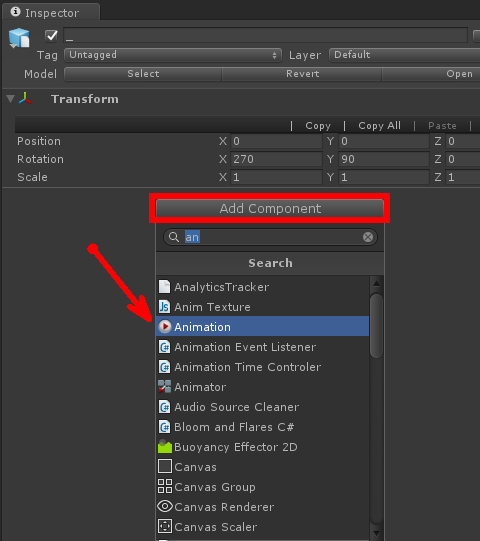 Inspector
_
Tag Untagged Layer Default
Model Select Revert Open
Transform
| Copy | Copy All | Paste |
Position X 0 Y 0 Z 0
Rotation X 270 Y 90 Z 0
Scale X 1 Y 1 Z 1
Add Component
an
Search
AnalyticsTracker
Js Anim Texture
Animation
C# Animation Event Listener
C# Animation Time Controler
Animator
C# Audio Source Cleaner
C# Bloom and Flares C#
Buoyancy Effector 2D
Canvas
Canvas Group
Canvas Renderer
Canvas Scaler